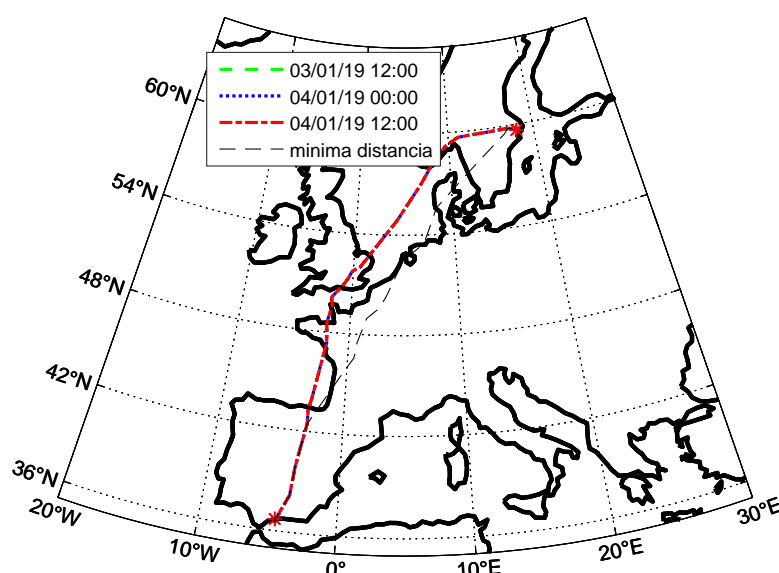 03/01/19 12:00
04/01/19 00:00
04/01/19 12:00
minima distancia
60°N
54°N
48°N
42°N
36°N
20°W
10°W
0°
10°E
20°E
30°E